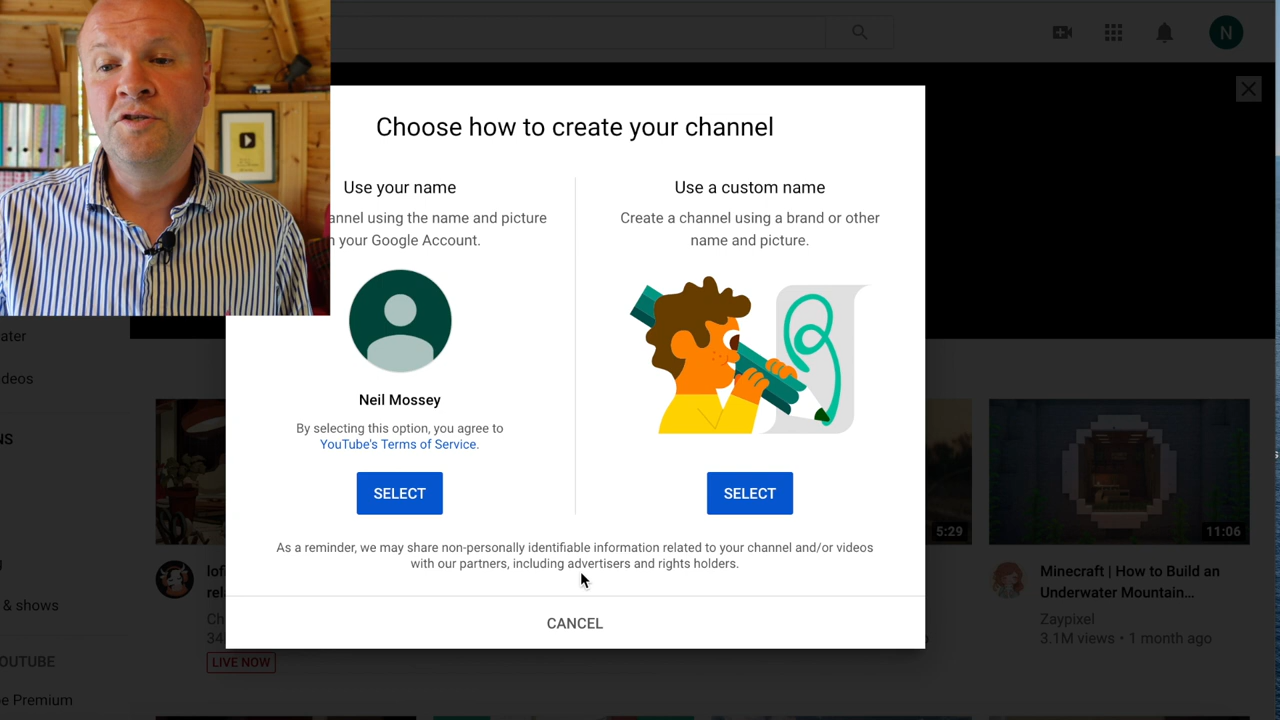 N
Choose how to create your channel
Use your name
annel using the name and picture
your Google Account.
Neil Mossey
By selecting this option, you agree to
YouTube's Terms of Service.
SELECT
Use a custom name
Create a channel using a brand or other
name and picture.
SELECT
As a reminder, we may share non-personally identifiable information related to your channel and/or videos
with our partners, including advertisers and rights holders.
CANCEL
ater
deos
NS
& shows
OUTUBE
e Premium
lofi
Ch
34
LIVE NOW
5:29
11:06
Minecraft | How to Build an
Underwater Mountain...
Zaypixel
3.1M views • 1 month ago